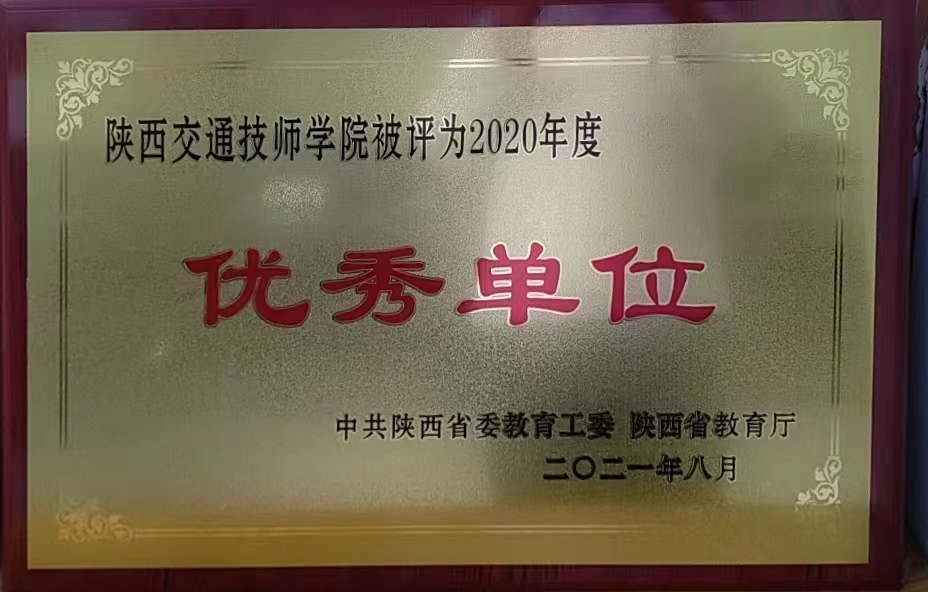 陕西交通技师学院被评为2020年度
优秀单位
中共陕西省委教育工委 陕西省教育厅
二〇二一年八月